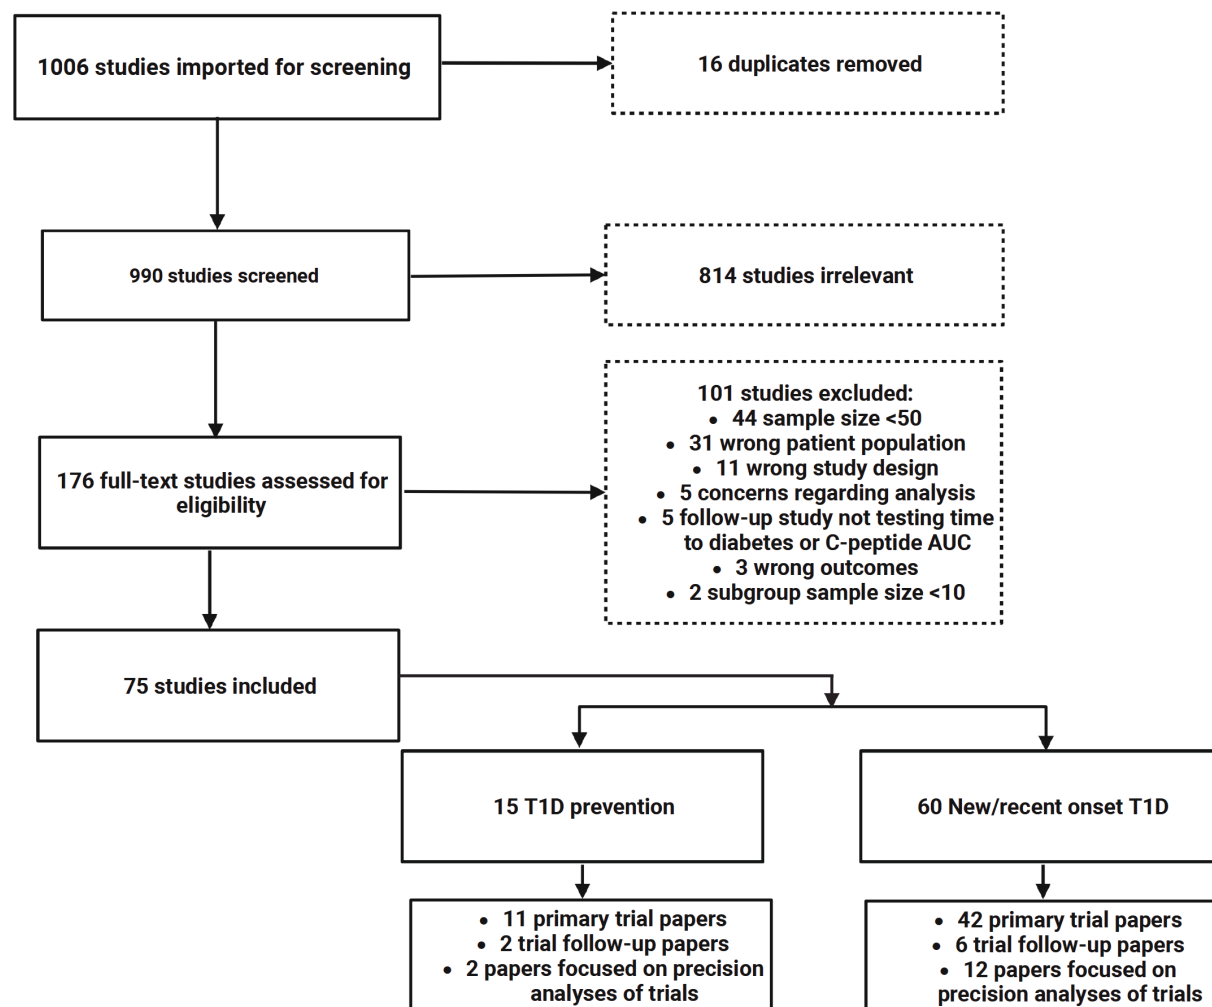 1006 studies imported for screening
16 duplicates removed
990 studies screened
814 studies irrelevant
176 full-text studies assessed for
eligibility
101 studies excluded:
• 44 sample size <50
• 31 wrong patient population
• 11 wrong study design
• 5 concerns regarding analysis
• 5 follow-up study not testing time
to diabetes or C-peptide AUC
• 3 wrong outcomes
• 2 subgroup sample size <10
75 studies included
15 T1D prevention
60 New/recent onset T1D
• 11 primary trial papers
• 2 trial follow-up papers
• 2 papers focused on precision
analyses of trials
• 42 primary trial papers
• 6 trial follow-up papers
• 12 papers focused on
precision analyses of trials